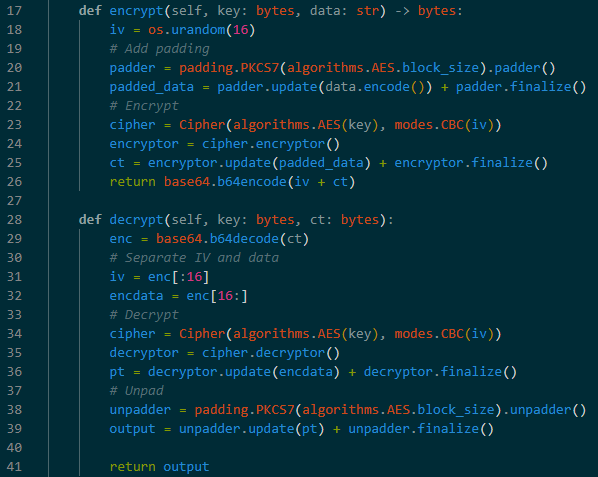 17 def encrypt(self, key: bytes, data: str) -> bytes:
18 iv = os.urandom(16)
19 # Add padding
20 padder = padding.PKCS7(algorithms.AES.block_size).padder()
21 padded_data = padder.update(data.encode()) + padder.finalize()
22 # Encrypt
23 cipher = Cipher(algorithms.AES(key), modes.CBC(iv))
24 encryptor = cipher.encryptor()
25 ct = encryptor.update(padded_data) + encryptor.finalize()
26 return base64.b64encode(iv + ct)
27
28 def decrypt(self, key: bytes, ct: bytes):
29 enc = base64.b64decode(ct)
30 # Separate IV and data
31 iv = enc[:16]
32 encdata = enc[16:]
33 # Decrypt
34 cipher = Cipher(algorithms.AES(key), modes.CBC(iv))
35 decryptor = cipher.decryptor()
36 pt = decryptor.update(encdata) + decryptor.finalize()
37 # Unpad
38 unpadder = padding.PKCS7(algorithms.AES.block_size).unpadder()
39 output = unpadder.update(pt) + unpadder.finalize()
40
41 return output